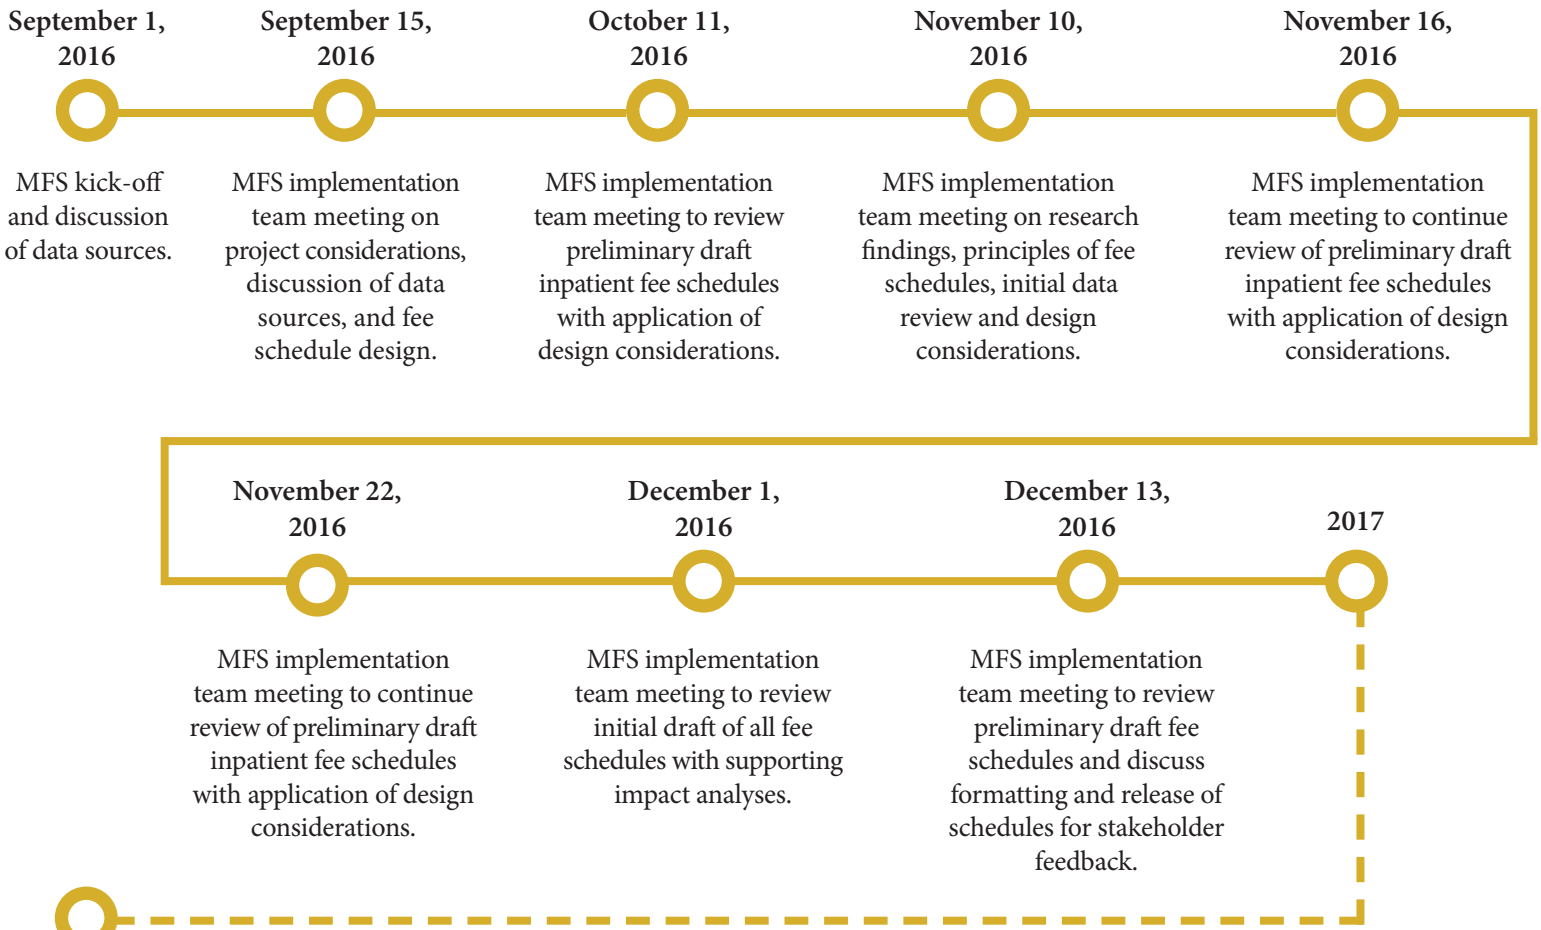 September 1,
2016
MFS kick-off
and discussion
of data sources.
September 15,
2016
MFS implementation
team meeting on
project considerations,
discussion of data
sources, and fee
schedule design.
October 11,
2016
MFS implementation
team meeting to review
preliminary draft
inpatient fee schedules
with application of
design considerations.
November 10,
2016
MFS implementation
team meeting on research
findings, principles of fee
schedules, initial data
review and design
considerations.
November 16,
2016
MFS implementation
team meeting to continue
review of preliminary draft
inpatient fee schedules
with application of design
considerations.
November 22,
2016
MFS implementation
team meeting to continue
review of preliminary draft
inpatient fee schedules
with application of design
considerations.
December 1,
2016
MFS implementation
team meeting to review
initial draft of all fee
schedules with supporting
impact analyses.
December 13,
2016
MFS implementation
team meeting to review
preliminary draft fee
schedules and discuss
formatting and release of
schedules for stakeholder
feedback.
2017